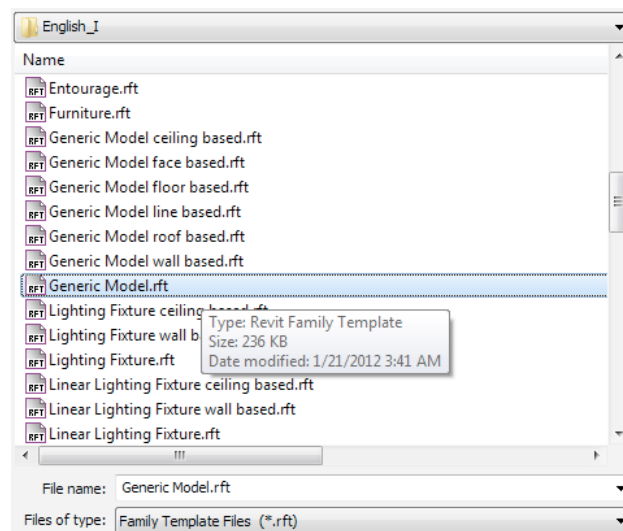 English_I
Name
Entourage.rft
Furniture.rft
Generic Model ceiling based.rft
Generic Model face based.rft
Generic Model floor based.rft
Generic Model line based.rft
Generic Model roof based.rft
Generic Model wall based.rft
Generic Model.rft
Lighting Fixture ceiling based.rft
Type: Revit Family Template
Lighting Fixture wall b
Size: 236 KB
Lighting Fixture.rft
Date modified: 1/21/2012 3:41 AM
Linear Lighting Fixture ceiling based.rft
Linear Lighting Fixture wall based.rft
Linear Lighting Fixture.rft
File name: Generic Model.rft
Files of type: Family Template Files (*.rft)